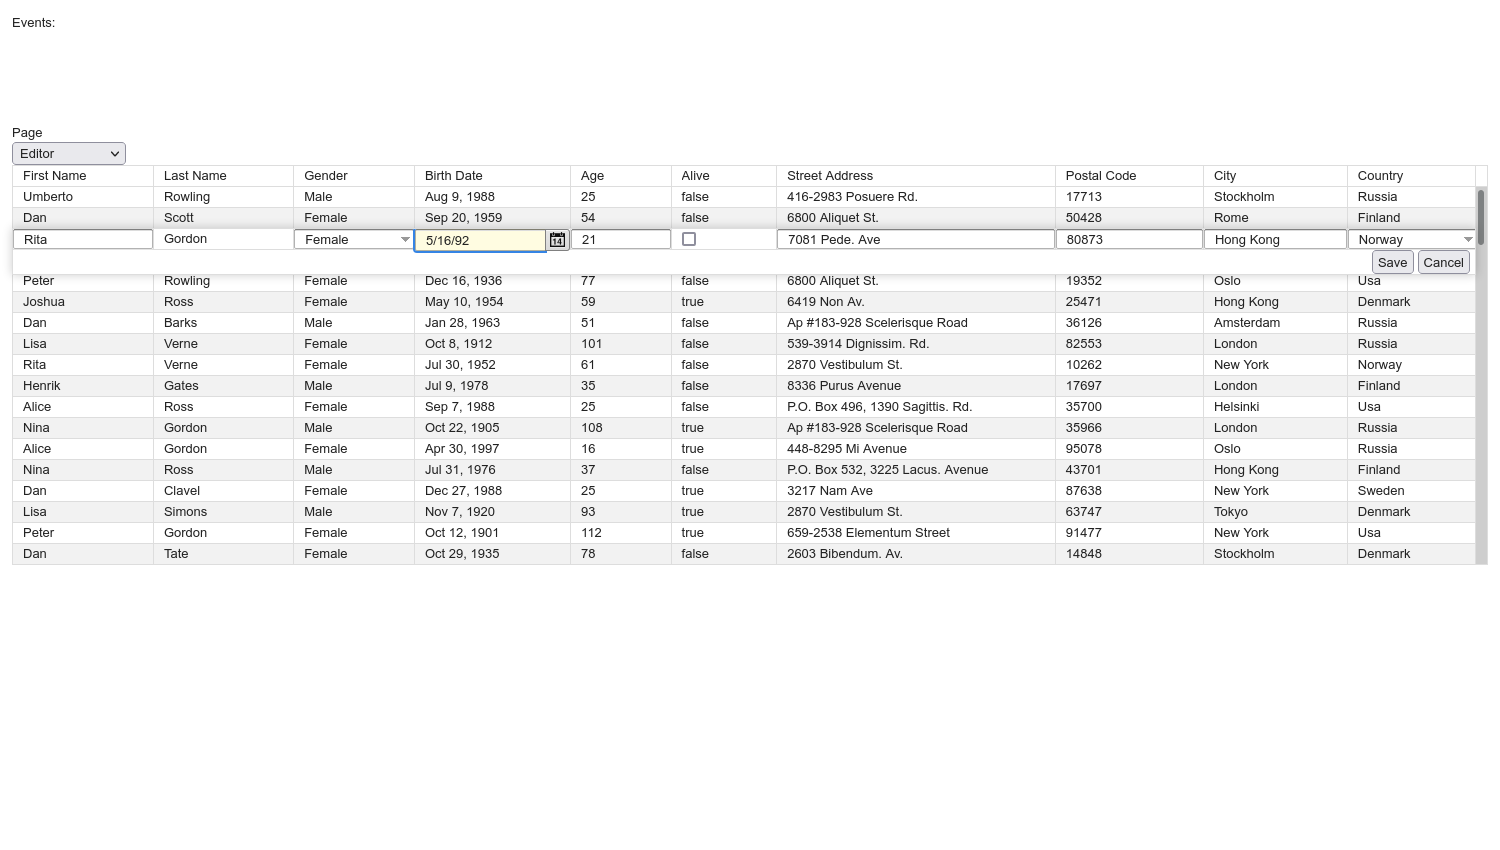 Events:
Page
Editor
First Name Last Name Gender Birth Date Age Alive Street Address Postal Code City Country
Umberto Rowling Male Aug 9, 1988 25 false 416-2983 Posuere Rd. 17713 Stockholm Russia
Dan Scott Female Sep 20, 1959 54 false 6800 Aliquet St. 50428 Rome Finland
Rita Gordon Female 5/16/92 14 21 7081 Pede. Ave 80873 Hong Kong Norway
Save Cancel
Peter Rowling Female Dec 16, 1936 77 false 6800 Aliquet St. 19352 Oslo Usa
Joshua Ross Female May 10, 1954 59 true 6419 Non Av. 25471 Hong Kong Denmark
Dan Barks Male Jan 28, 1963 51 false Ap #183-928 Scelerisque Road 36126 Amsterdam Russia
Lisa Verne Female Oct 8, 1912 101 false 539-3914 Dignissim. Rd. 82553 London Russia
Rita Verne Female Jul 30, 1952 61 false 2870 Vestibulum St. 10262 New York Norway
Henrik Gates Male Jul 9, 1978 35 false 8336 Purus Avenue 17697 London Finland
Alice Ross Female Sep 7, 1988 25 false P.O. Box 496, 1390 Sagittis. Rd. 35700 Helsinki Usa
Nina Gordon Male Oct 22, 1905 108 true Ap #183-928 Scelerisque Road 35966 London Russia
Alice Gordon Female Apr 30, 1997 16 true 448-8295 Mi Avenue 95078 Oslo Russia
Nina Ross Male Jul 31, 1976 37 false P.O. Box 532, 3225 Lacus. Avenue 43701 Hong Kong Finland
Dan Clavel Female Dec 27, 1988 25 true 3217 Nam Ave 87638 New York Sweden
Lisa Simons Male Nov 7, 1920 93 true 2870 Vestibulum St. 63747 Tokyo Denmark
Peter Gordon Female Oct 12, 1901 112 true 659-2538 Elementum Street 91477 New York Usa
Dan Tate Female Oct 29, 1935 78 false 2603 Bibendum. Av. 14848 Stockholm Denmark